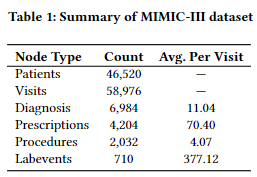 Table 1: Summary of MIMIC-III dataset
Node Type Count Avg. Per Visit
Patients 46,520 —
Visits 58,976 —
Diagnosis 6,984 11.04
Prescriptions 4,204 70.40
Procedures 2,032 4.07
Labevents 710 377.12